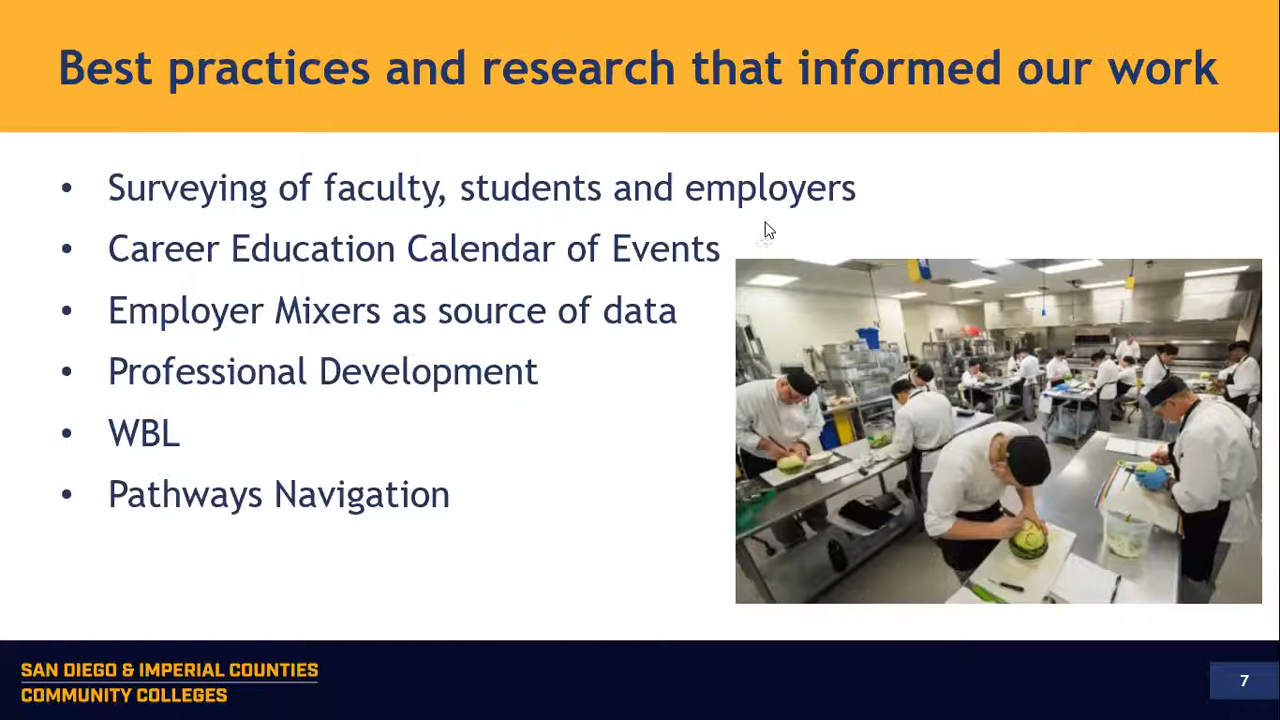 Best practices and research that informed our work
• Surveying of faculty, students and employers
• Career Education Calendar of Events
• Employer Mixers as source of data
• Professional Development
• WBL
• Pathways Navigation
SAN DIEGO & IMPERIAL COUNTIES
COMMUNITY COLLEGES
7